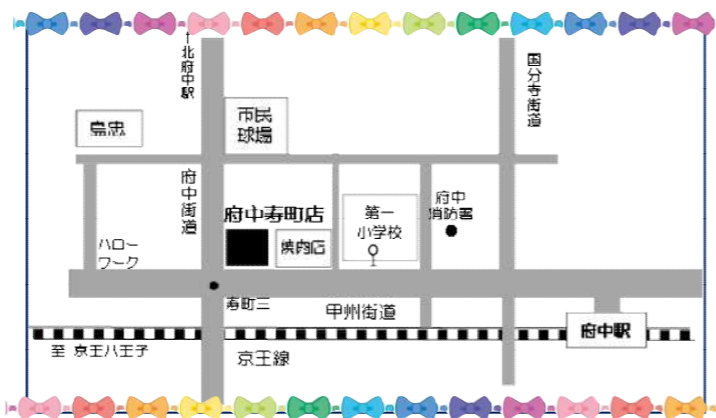 ↑北府中駅
国分寺街道
島忠
市民
球場
府中街道
府中寿町店
焼肉店
第一
小学校
府中
消防署
ハロー
ワーク
寿町三
甲州街道
府中駅
至 京王八王子
京王線